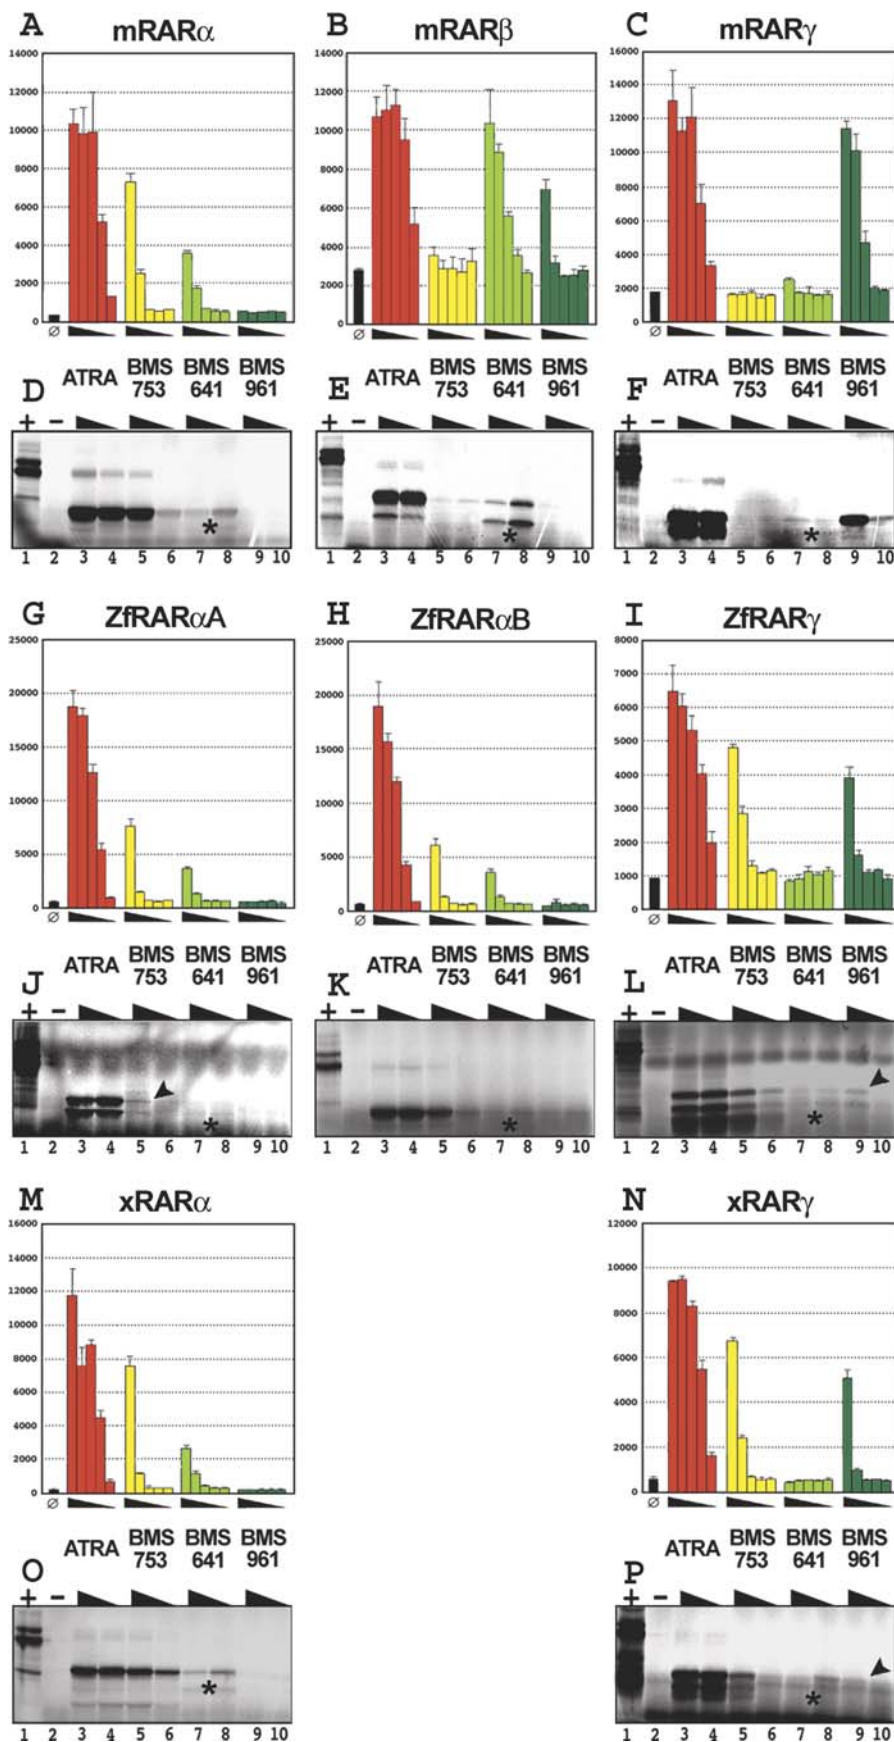 A mRARα B mRARβ C mRARγ
14000 14000 16000
12000 12000 14000
10000 10000 12000
8000 8000 10000
6000 6000 8000
4000 4000 6000
2000 2000 4000
0 0 2000
0
Ø Ø Ø
ATRA BMS 753 BMS 641 BMS 961 ATRA BMS 753 BMS 641 BMS 961 ATRA BMS 753 BMS 641 BMS 961
D E F
+ − + − + −
* * *
1 2 3 4 5 6 7 8 9 10 1 2 3 4 5 6 7 8 9 10 1 2 3 4 5 6 7 8 9 10
G ZfRARαA H ZfRARαB I ZfRARγ
25000 25000 8000
20000 20000 7000
15000 15000 6000
10000 10000 5000
5000 5000 4000
0 0 3000
2000
1000
0
Ø Ø Ø
ATRA BMS 753 BMS 641 BMS 961 ATRA BMS 753 BMS 641 BMS 961 ATRA BMS 753 BMS 641 BMS 961
J K L
+ − + − + −
* * *
1 2 3 4 5 6 7 8 9 10 1 2 3 4 5 6 7 8 9 10 1 2 3 4 5 6 7 8 9 10
M xRARα N xRARγ
16000 12000
14000 10000
12000 8000
10000 6000
8000 4000
6000 2000
4000 0
2000
0
Ø Ø
ATRA BMS 753 BMS 641 BMS 961 ATRA BMS 753 BMS 641 BMS 961
O P
+ − + −
* *
1 2 3 4 5 6 7 8 9 10 1 2 3 4 5 6 7 8 9 10